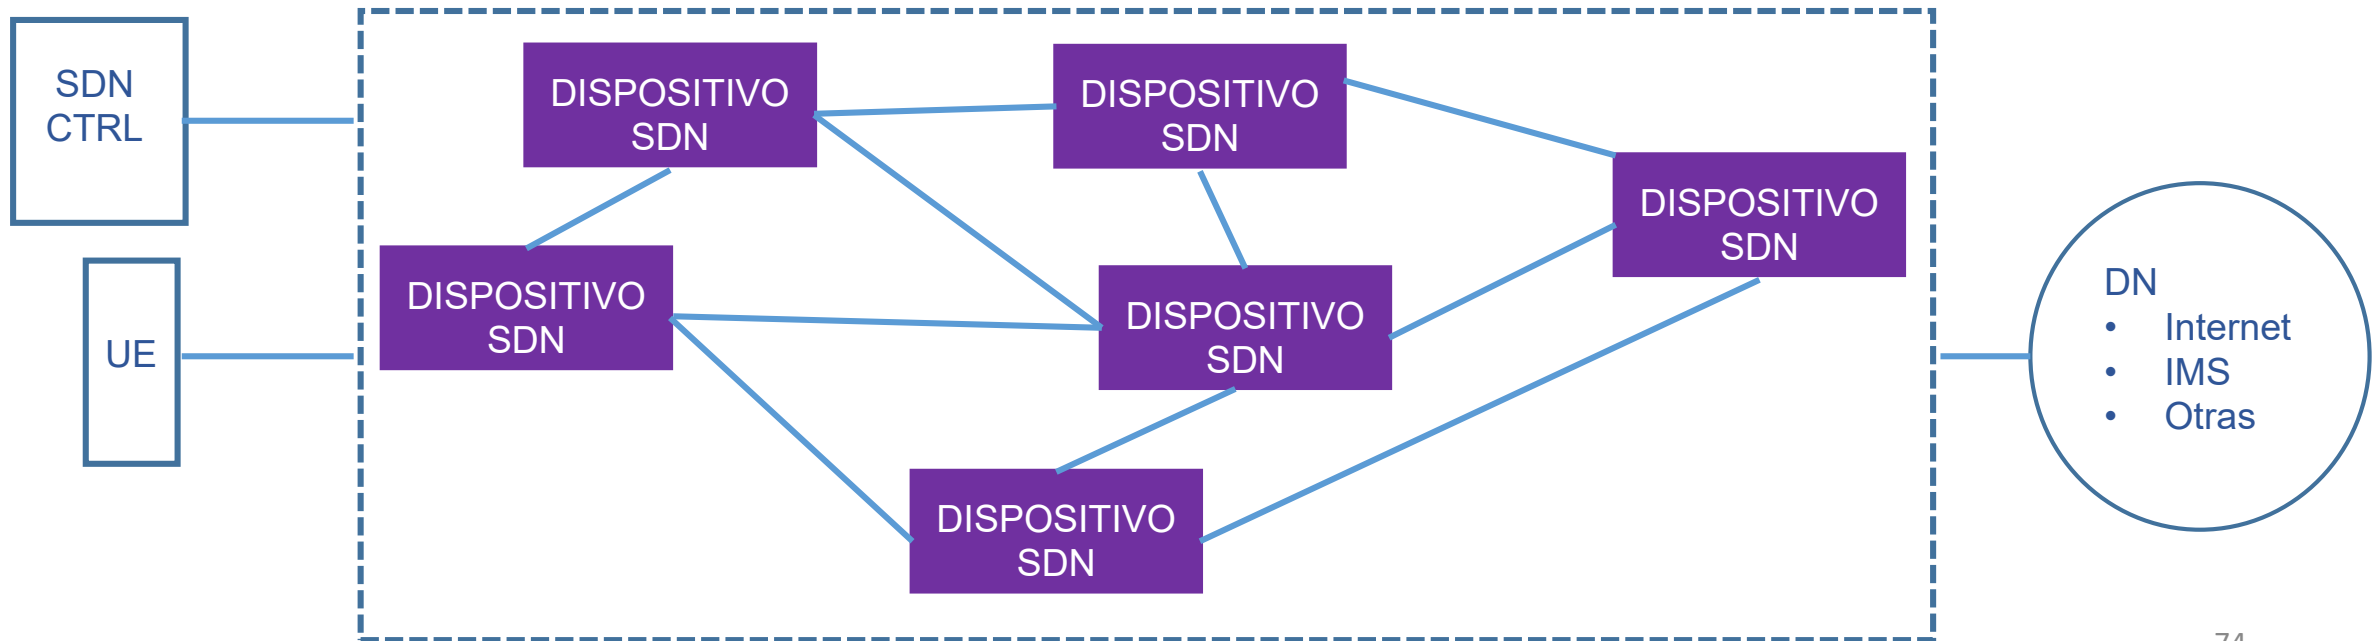 SDN
CTRL
UE
DISPOSITIVO
SDN
DISPOSITIVO
SDN
DISPOSITIVO
SDN
DISPOSITIVO
SDN
DISPOSITIVO
SDN
DISPOSITIVO
SDN
DN
• Internet
• IMS
• Otras
74